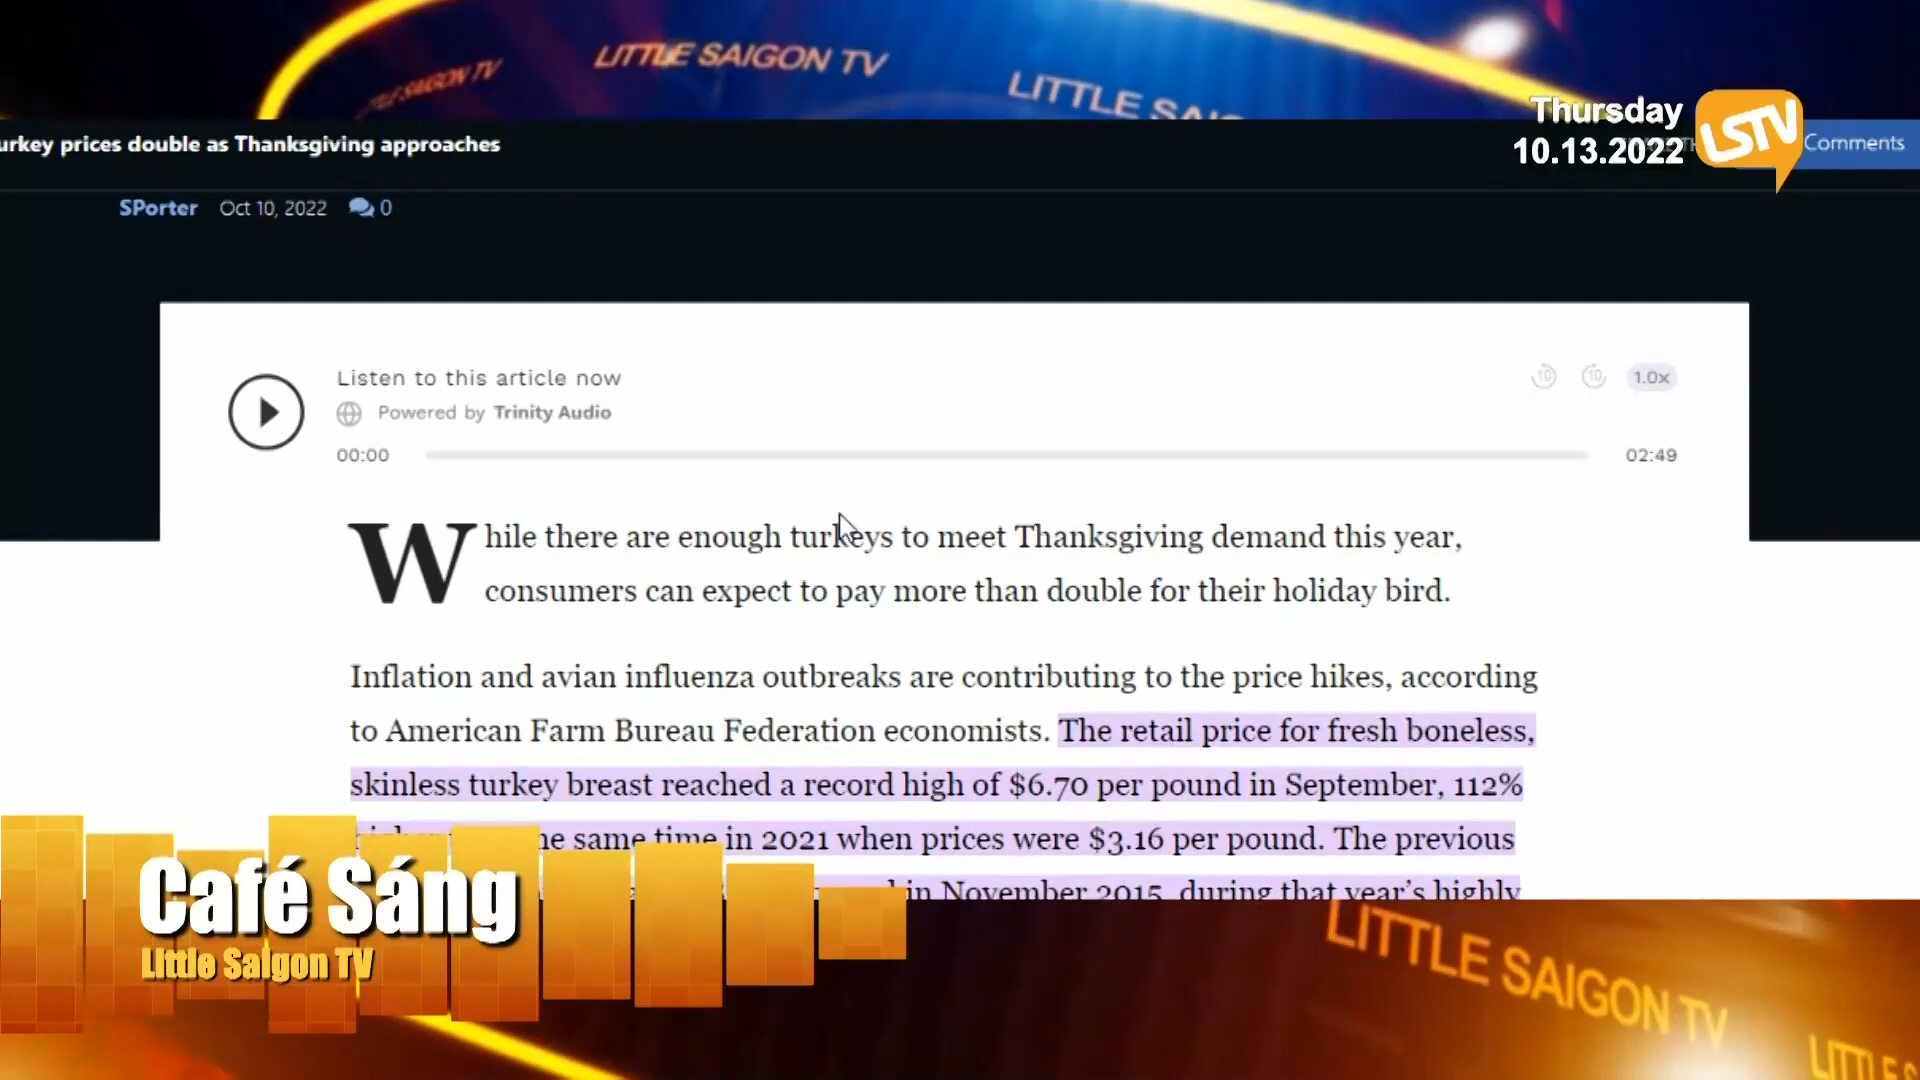 LITTLE SAIGON TV
LITTLE SAIGON TV
LITTLE
Thursday
10.13.2022
LSTV
Comments
urkey prices double as Thanksgiving approaches
SPorter Oct 10, 2022 0
Listen to this article now
10 10 1.0x
Powered by Trinity Audio
00:00 02:49
While there are enough turkeys to meet Thanksgiving demand this year,
consumers can expect to pay more than double for their holiday bird.
Inflation and avian influenza outbreaks are contributing to the price hikes, according
to American Farm Bureau Federation economists. The retail price for fresh boneless,
skinless turkey breast reached a record high of $6.70 per pound in September, 112%
same time in 2021 when prices were $3.16 per pound. The previous
in November 2015, during that year's highly
Café Sáng
Little Saigon TV
LITTLE SAIGON TV